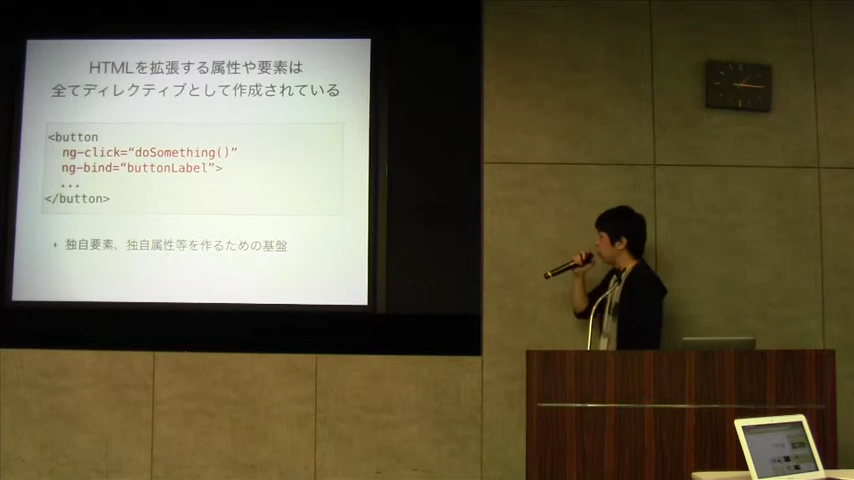 HTMLを拡張する属性や要素は
全てディレクティブとして作成されている
<button
ng-click=“doSomething()”
ng-bind=“buttonLabel”>
...
</button>
独自要素、独自属性等を作るための基盤